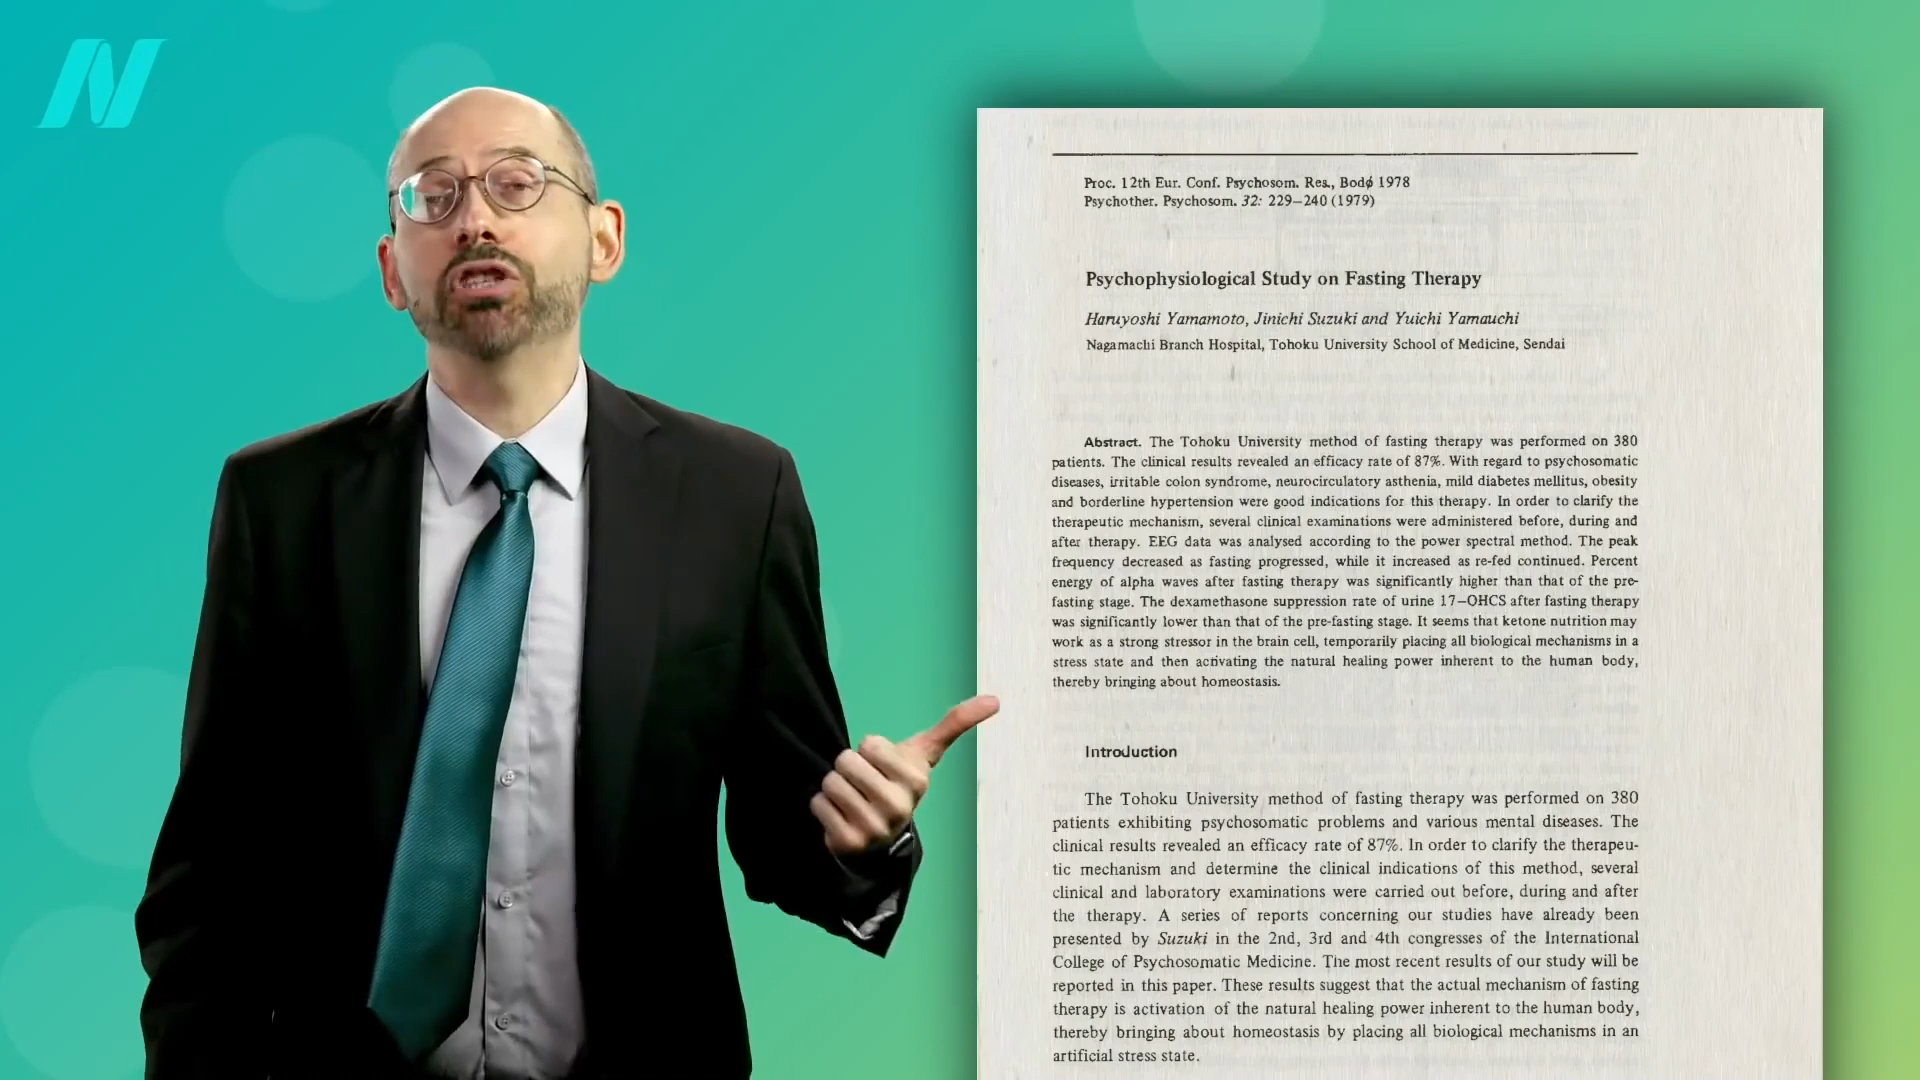 N
Proc. 12th Eur. Conf. Psychosom. Res., Bodø 1978
Psychother. Psychosom. 32: 229–240 (1979)
Psychophysiological Study on Fasting Therapy
Haruyoshi Yamamoto, Jinichi Suzuki and Yuichi Yamauchi
Nagamachi Branch Hospital, Tohoku University School of Medicine, Sendai
Abstract. The Tohoku University method of fasting therapy was performed on 380
patients. The clinical results revealed an efficacy rate of 87%. With regard to psychosomatic
diseases, irritable colon syndrome, neurocirculatory asthenia, mild diabetes mellitus, obesity
and borderline hypertension were good indications for this therapy. In order to clarify the
therapeutic mechanism, several clinical examinations were administered before, during and
after therapy. EEG data was analysed according to the power spectral method. The peak
frequency decreased as fasting progressed, while it increased as re-fed continued. Percent
energy of alpha waves after fasting therapy was significantly higher than that of the pre-
fasting stage. The dexamethasone suppression rate of urine 17–OHCS after fasting therapy
was significantly lower than that of the pre-fasting stage. It seems that ketone nutrition may
work as a strong stressor in the brain cell, temporarily placing all biological mechanisms in a
stress state and then activating the natural healing power inherent to the human body,
thereby bringing about homeostasis.
Introduction
The Tohoku University method of fasting therapy was performed on 380
patients exhibiting psychosomatic problems and various mental diseases. The
clinical results revealed an efficacy rate of 87%. In order to clarify the therapeu-
tic mechanism and determine the clinical indications of this method, several
clinical and laboratory examinations were carried out before, during and after
the therapy. A series of reports concerning our studies have already been
presented by Suzuki in the 2nd, 3rd and 4th congresses of the International
College of Psychosomatic Medicine. The most recent results of our study will be
reported in this paper. These results suggest that the actual mechanism of fasting
therapy is activation of the natural healing power inherent to the human body,
thereby bringing about homeostasis by placing all biological mechanisms in an
artificial stress state.